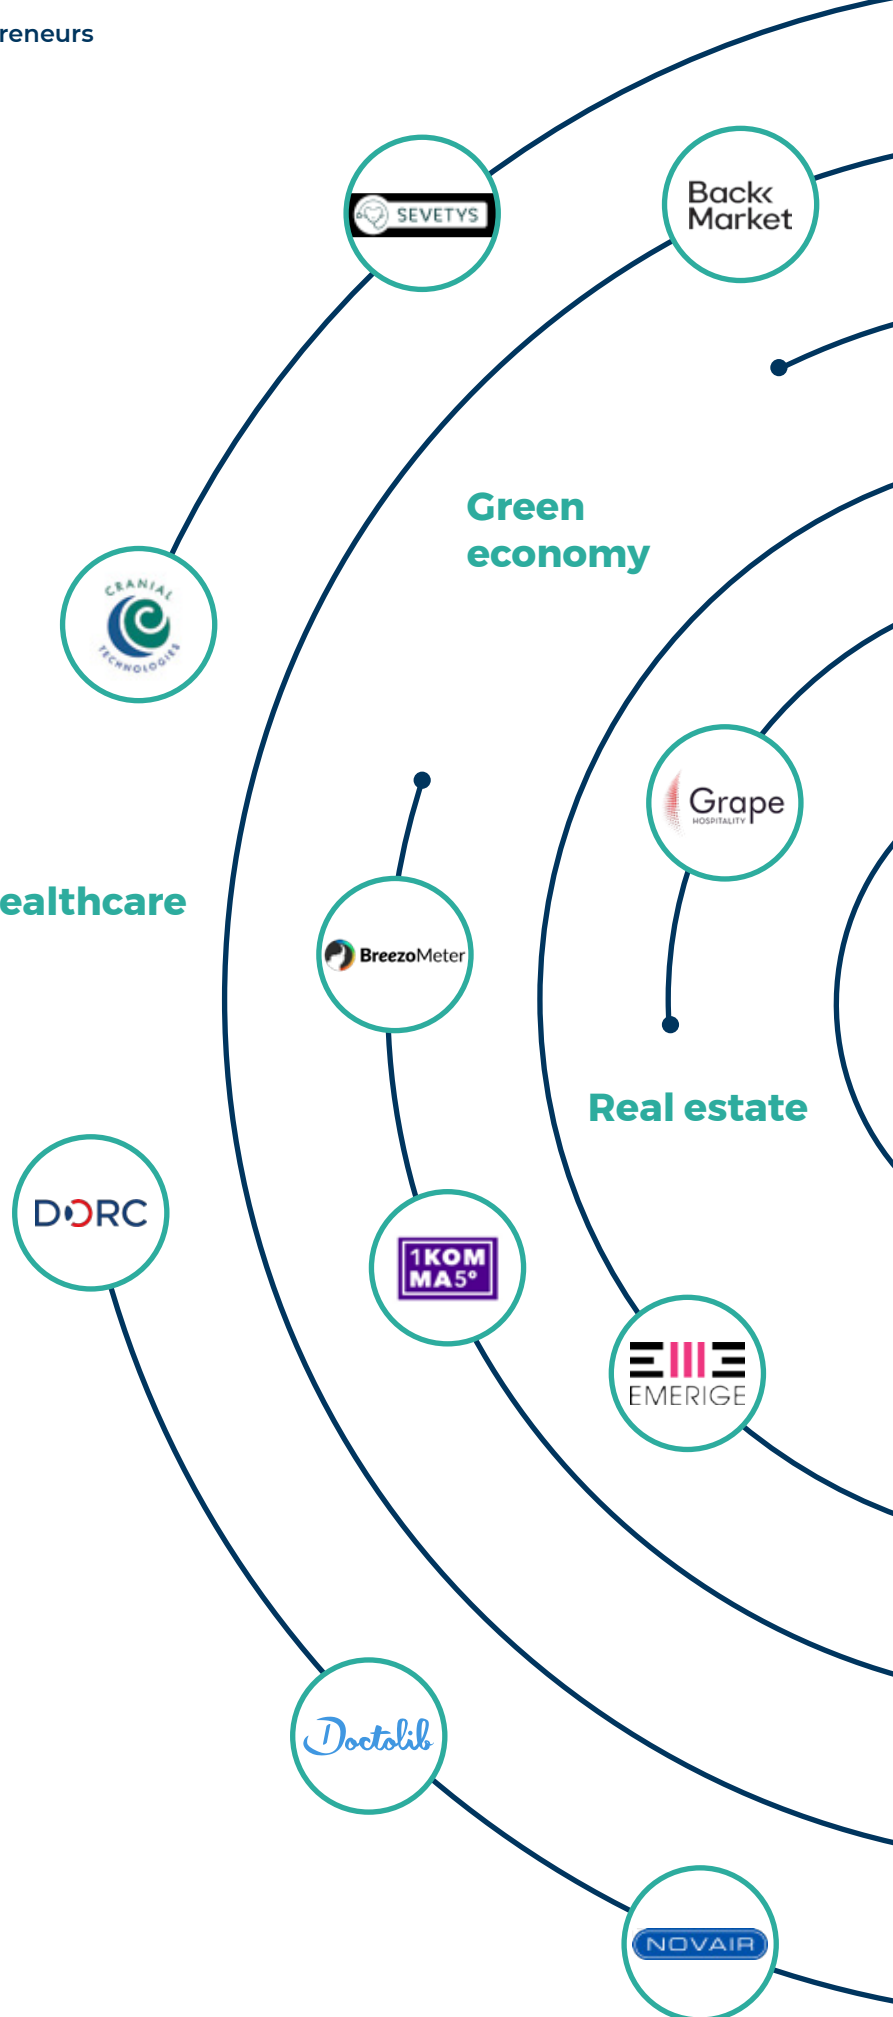 reneurs
SEVETYS
Back
Market
Green
economy
CRANIAL
TECHNOLOGIES
Grape
HOSPITALITY
ealthcare
BreezoMeter
Real estate
DORC
1KOM
MA5°
EMERIGE
Doctolib
NOVAIR